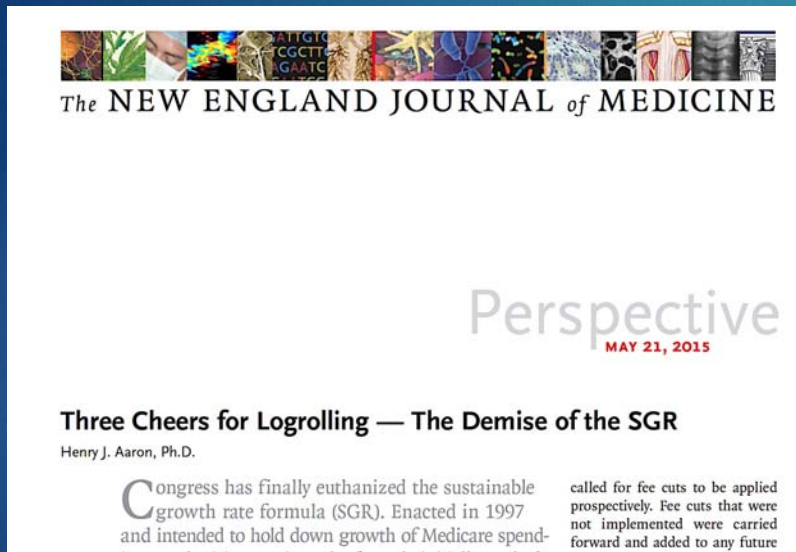 ATTGTC
TCGCTT
AGAATC
The NEW ENGLAND JOURNAL of MEDICINE
Perspective
MAY 21, 2015
Three Cheers for Logrolling — The Demise of the SGR
Henry J. Aaron, Ph.D.
Congress has finally euthanized the sustainable
growth rate formula (SGR). Enacted in 1997
and intended to hold down growth of Medicare spend-
called for fee cuts to be applied
prospectively. Fee cuts that were
not implemented were carried
forward and added to any future